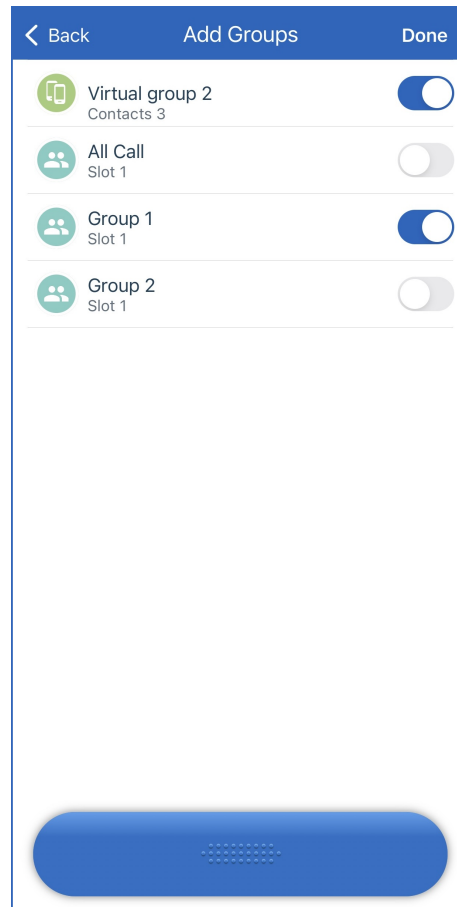 Back Add Groups Done
Virtual group 2
Contacts 3
All Call
Slot 1
Group 1
Slot 1
Group 2
Slot 1